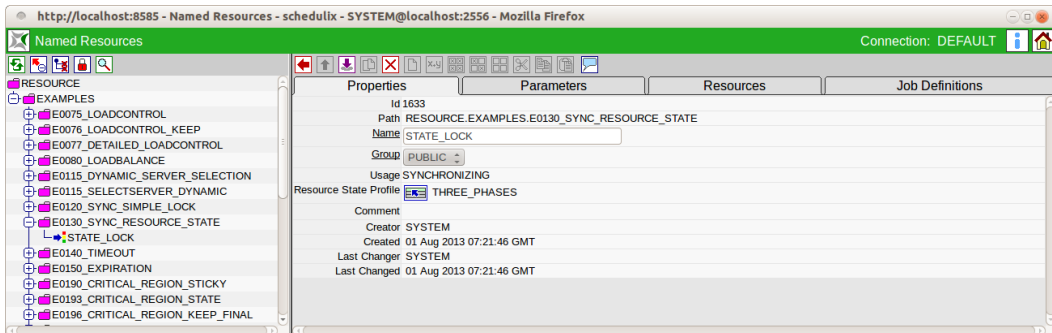 http://localhost:8585 - Named Resources - schedulix - SYSTEM@localhost:2556 - Mozilla Firefox
Named Resources
Connection: DEFAULT
RESOURCE
EXAMPLES
E0075_LOADCONTROL
E0076_LOADCONTROL_KEEP
E0077_DETAILED_LOADCONTROL
E0080_LOADBALANCE
E0115_DYNAMIC_SERVER_SELECTION
E0115_SELECTSERVER_DYNAMIC
E0120_SYNC_SIMPLE_LOCK
E0130_SYNC_RESOURCE_STATE
STATE_LOCK
E0140_TIMEOUT
E0150_EXPIRATION
E0190_CRITICAL_REGION_STICKY
E0193_CRITICAL_REGION_STATE
E0196_CRITICAL_REGION_KEEP_FINAL
Properties Parameters Resources Job Definitions
Id 1633
Path RESOURCE.EXAMPLES.E0130_SYNC_RESOURCE_STATE
Name STATE_LOCK
Group PUBLIC
Usage SYNCHRONIZING
Resource State Profile THREE_PHASES
Comment
Creator SYSTEM
Created 01 Aug 2013 07:21:46 GMT
Last Changer SYSTEM
Last Changed 01 Aug 2013 07:21:46 GMT